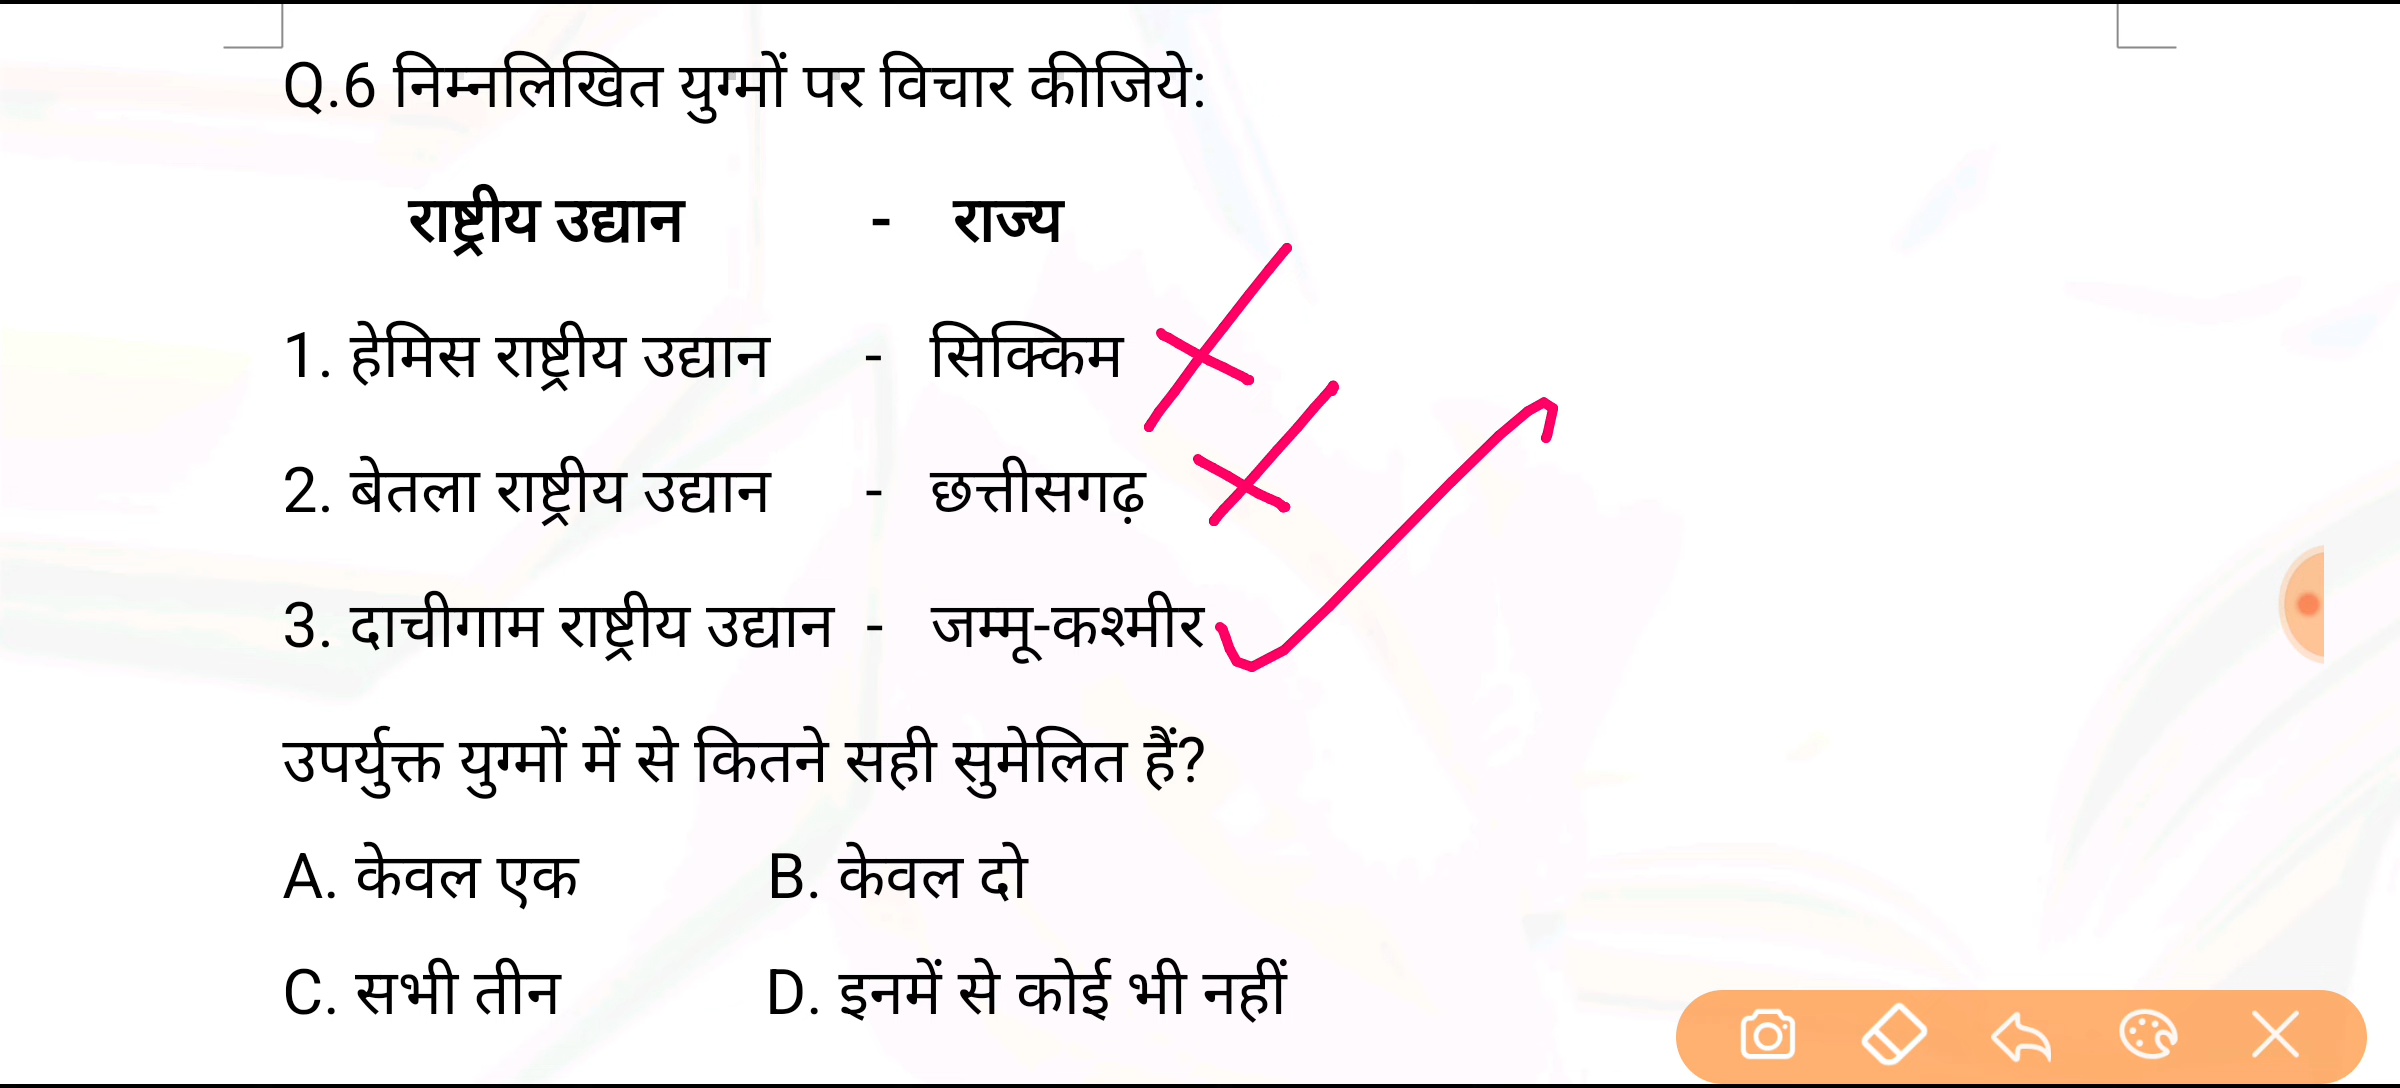 Q.6 निम्नलिखित युग्मों पर विचार कीजिये:
राष्ट्रीय उद्यान - राज्य
1. हेमिस राष्ट्रीय उद्यान - सिक्किम
2. बेतला राष्ट्रीय उद्यान - छत्तीसगढ़
3. दाचीगाम राष्ट्रीय उद्यान - जम्मू-कश्मीर
उपर्युक्त युग्मों में से कितने सही सुमेलित हैं?
A. केवल एक B. केवल दो
C. सभी तीन D. इनमें से कोई भी नहीं